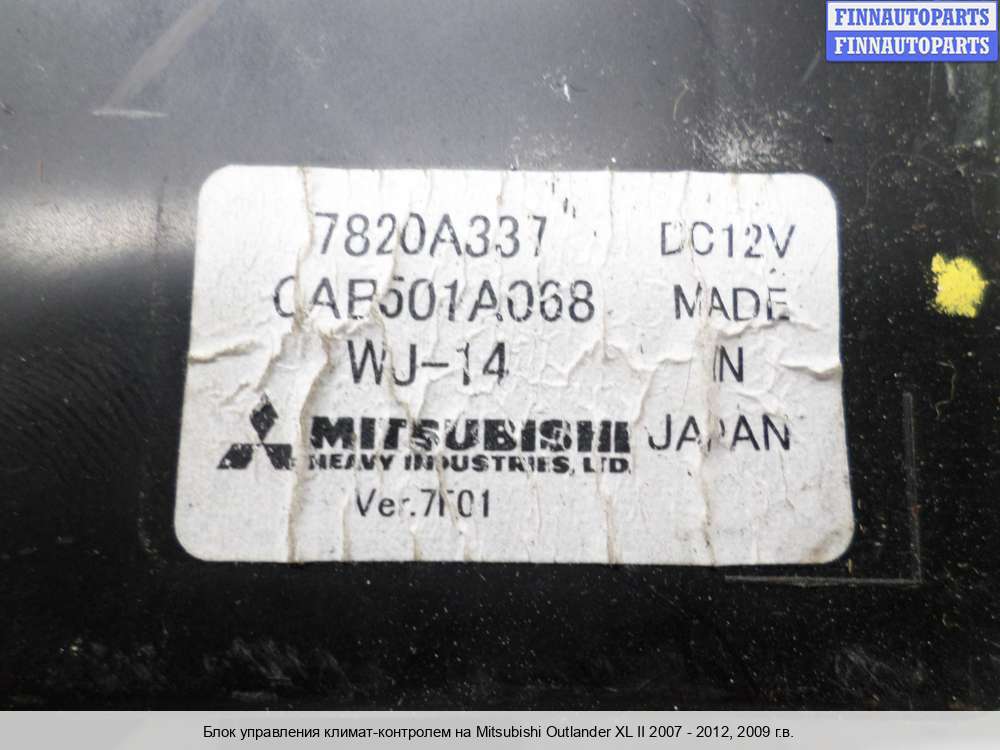 FINNAUTOPARTS
FINNAUTOPARTS
7820A337 DC12V
CAB501A068 MADE
WJ-14 IN
MITSUBISHI JAPAN
HEAVY INDUSTRIES, LTD.
Ver.7F01
Блок управления климат-контролем на Mitsubishi Outlander XL II 2007 - 2012, 2009 г.в.